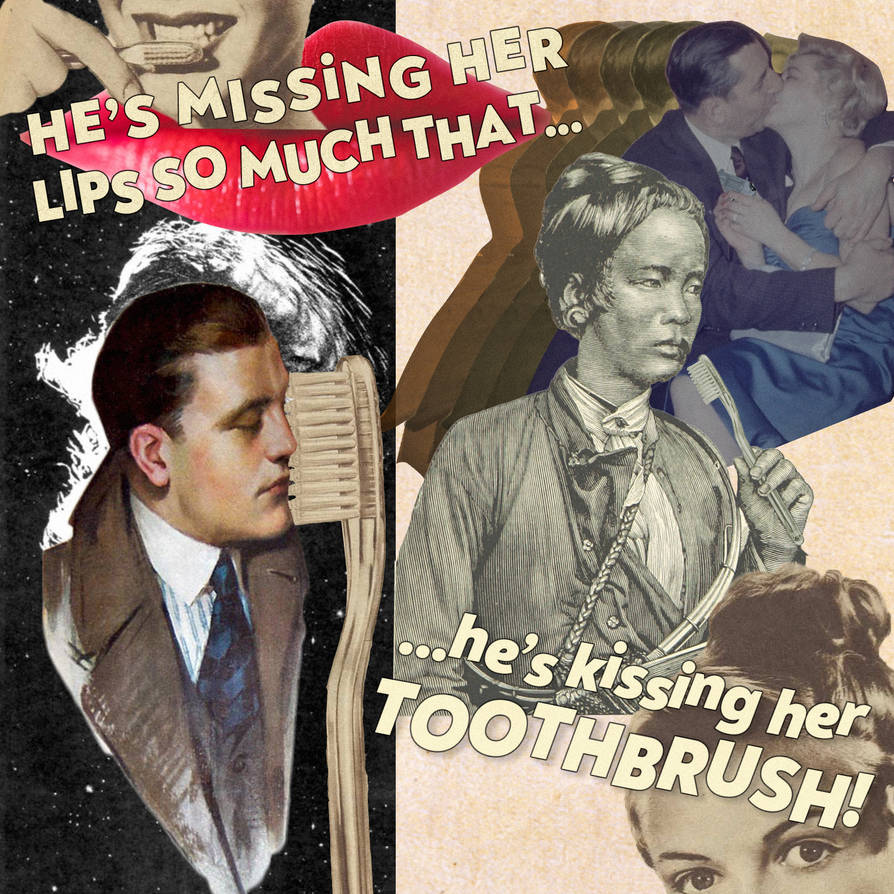 HE'S MISSING HER
LIPS SO MUCH THAT...
...he's kissing her
TOOTHBRUSH!